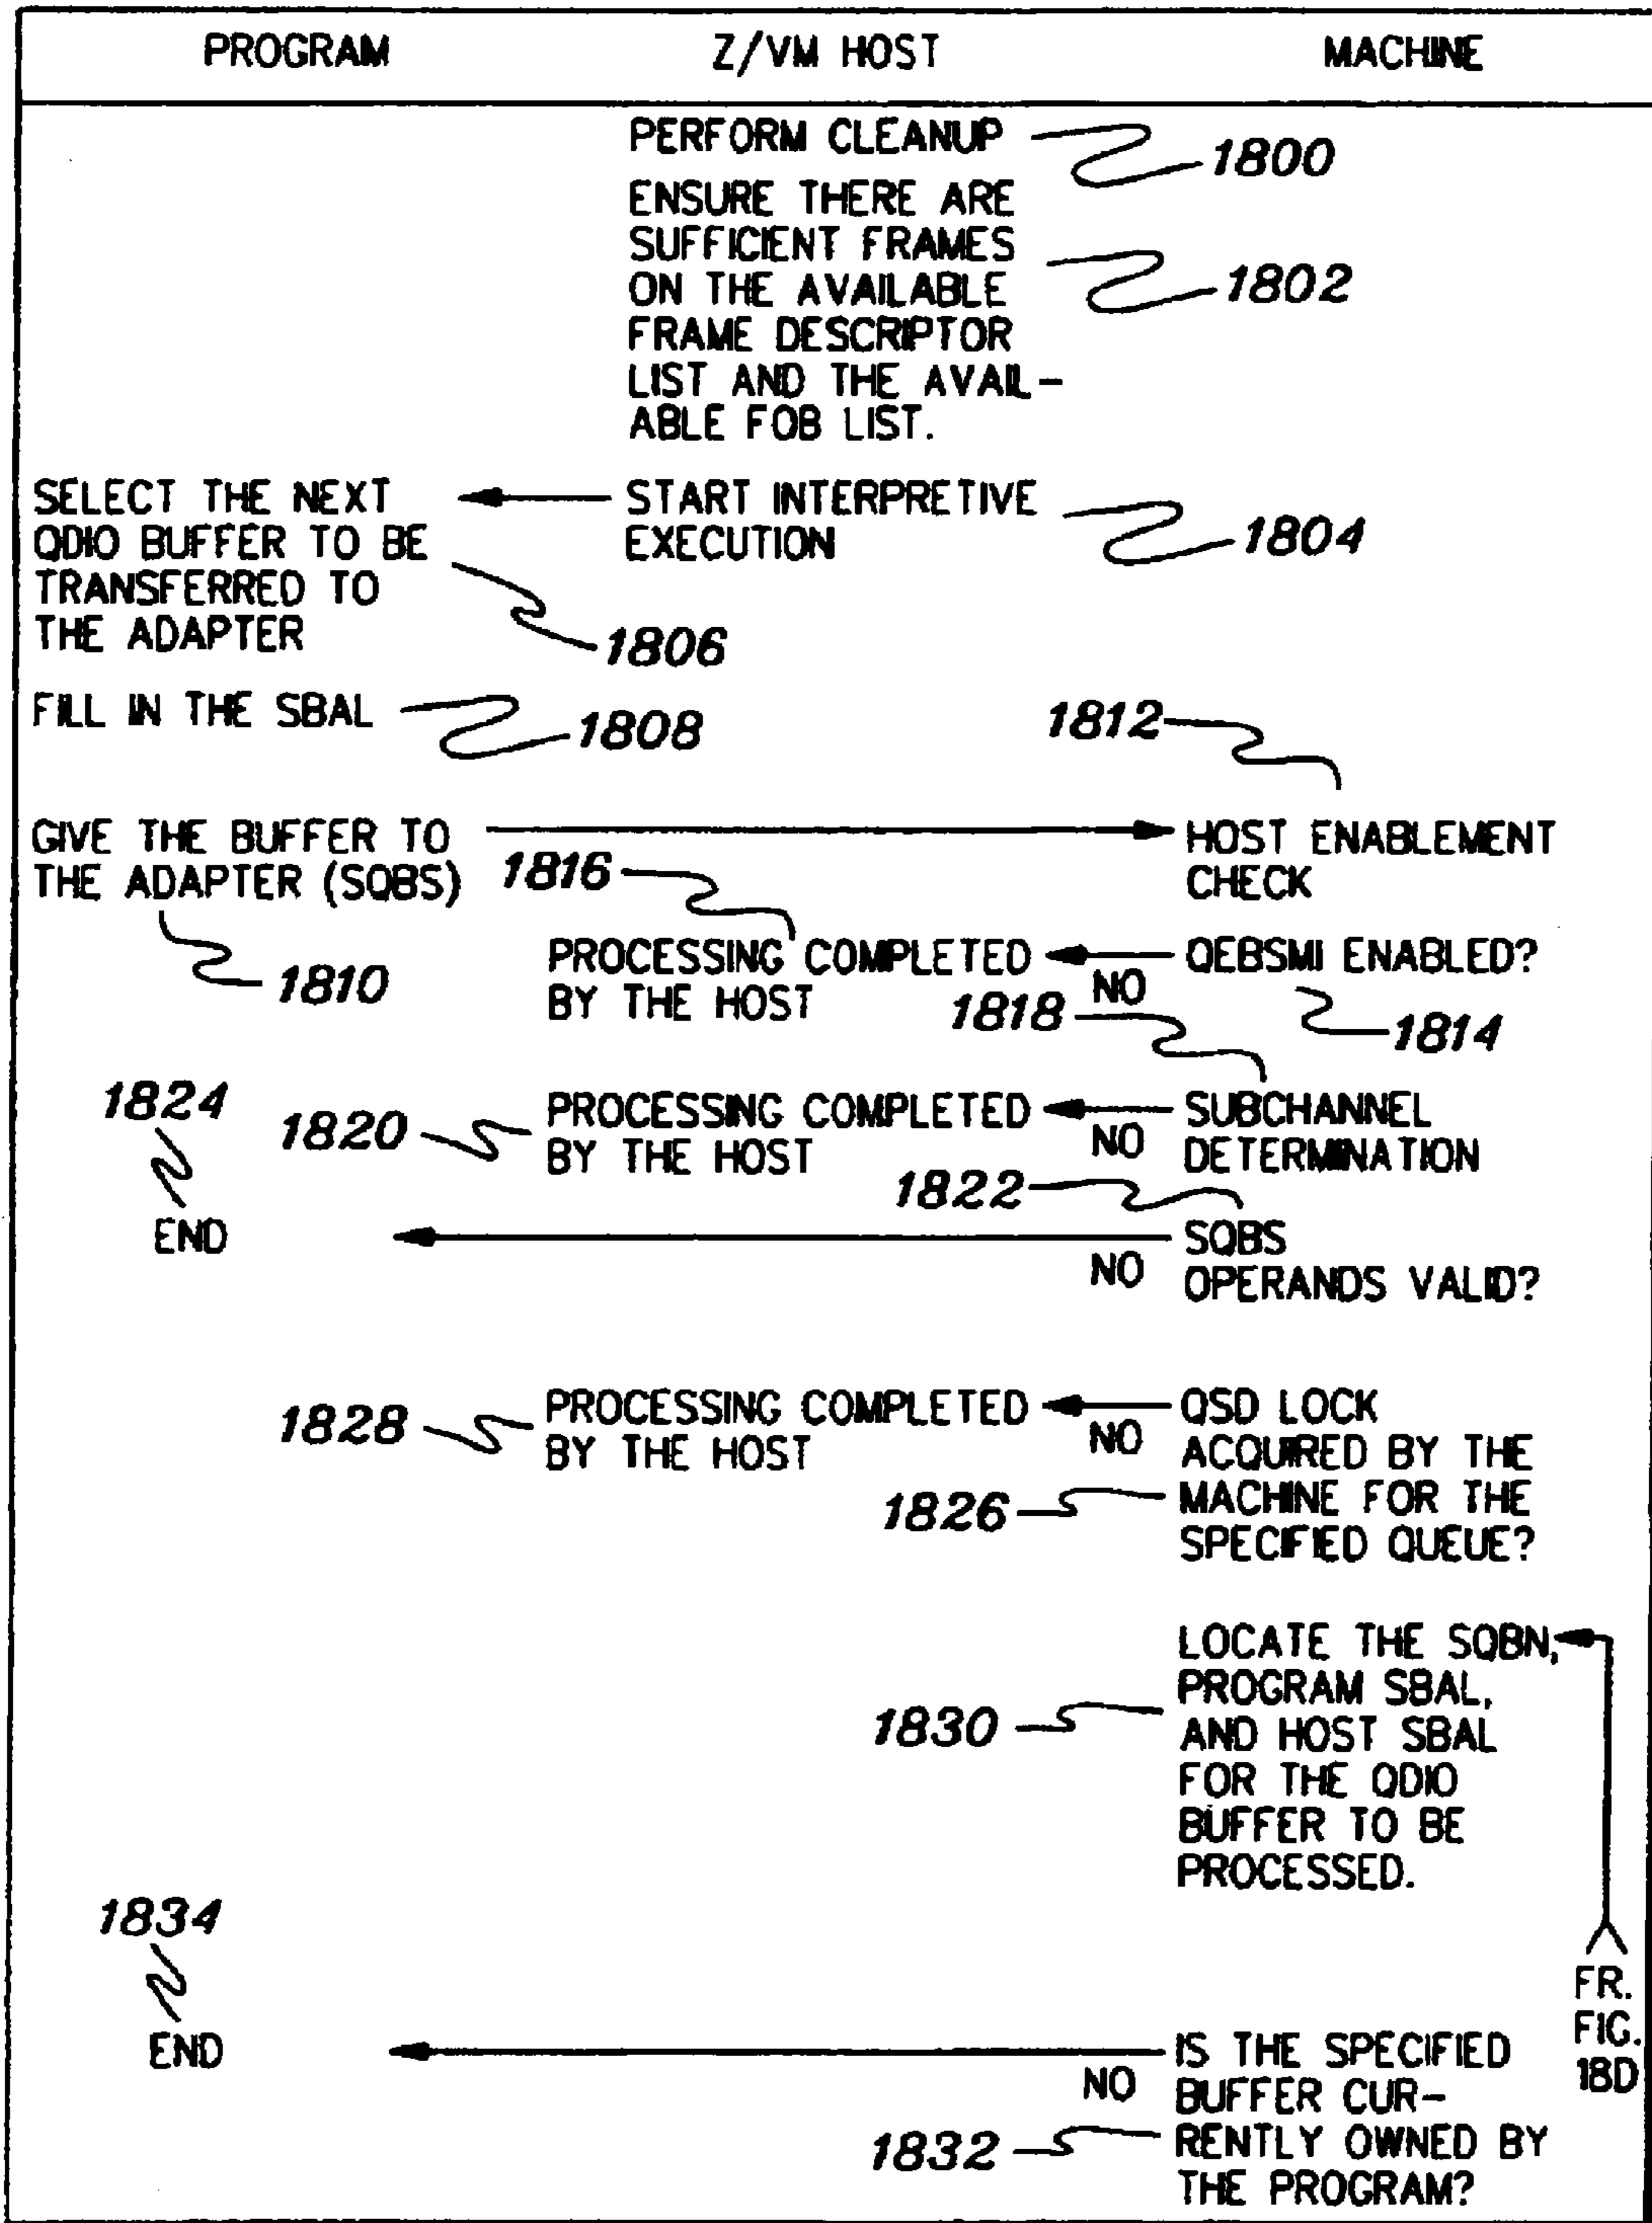 PROGRAM Z/VM HOST MACHINE
PERFORM CLEANUP
1800
ENSURE THERE ARE
SUFFICIENT FRAMES
ON THE AVAILABLE
FRAME DESCRIPTOR
LIST AND THE AVAIL-
ABLE FOB LIST.
1802
SELECT THE NEXT
QDIO BUFFER TO BE
TRANSFERRED TO
THE ADAPTER
START INTERPRETIVE
EXECUTION
1804
1806
FILL IN THE SBAL
1808
1812
GIVE THE BUFFER TO
THE ADAPTER (SQBS)
1810
HOST ENABLEMENT
CHECK
1816
PROCESSING COMPLETED
BY THE HOST
NO
QEBSMI ENABLED?
1814
1818
1824
END
1820
PROCESSING COMPLETED
BY THE HOST
NO
SUBCHANNEL
DETERMINATION
1822
NO
SQBS
OPERANDS VALID?
1828
PROCESSING COMPLETED
BY THE HOST
NO
QSD LOCK
ACQUIRED BY THE
MACHINE FOR THE
SPECIFIED QUEUE?
1826
LOCATE THE SQBN,
PROGRAM SBAL,
AND HOST SBAL
FOR THE QDIO
BUFFER TO BE
PROCESSED.
1830
FR.
FIG.
18D
1834
END
NO
IS THE SPECIFIED
BUFFER CUR-
RENTLY OWNED BY
THE PROGRAM?
1832